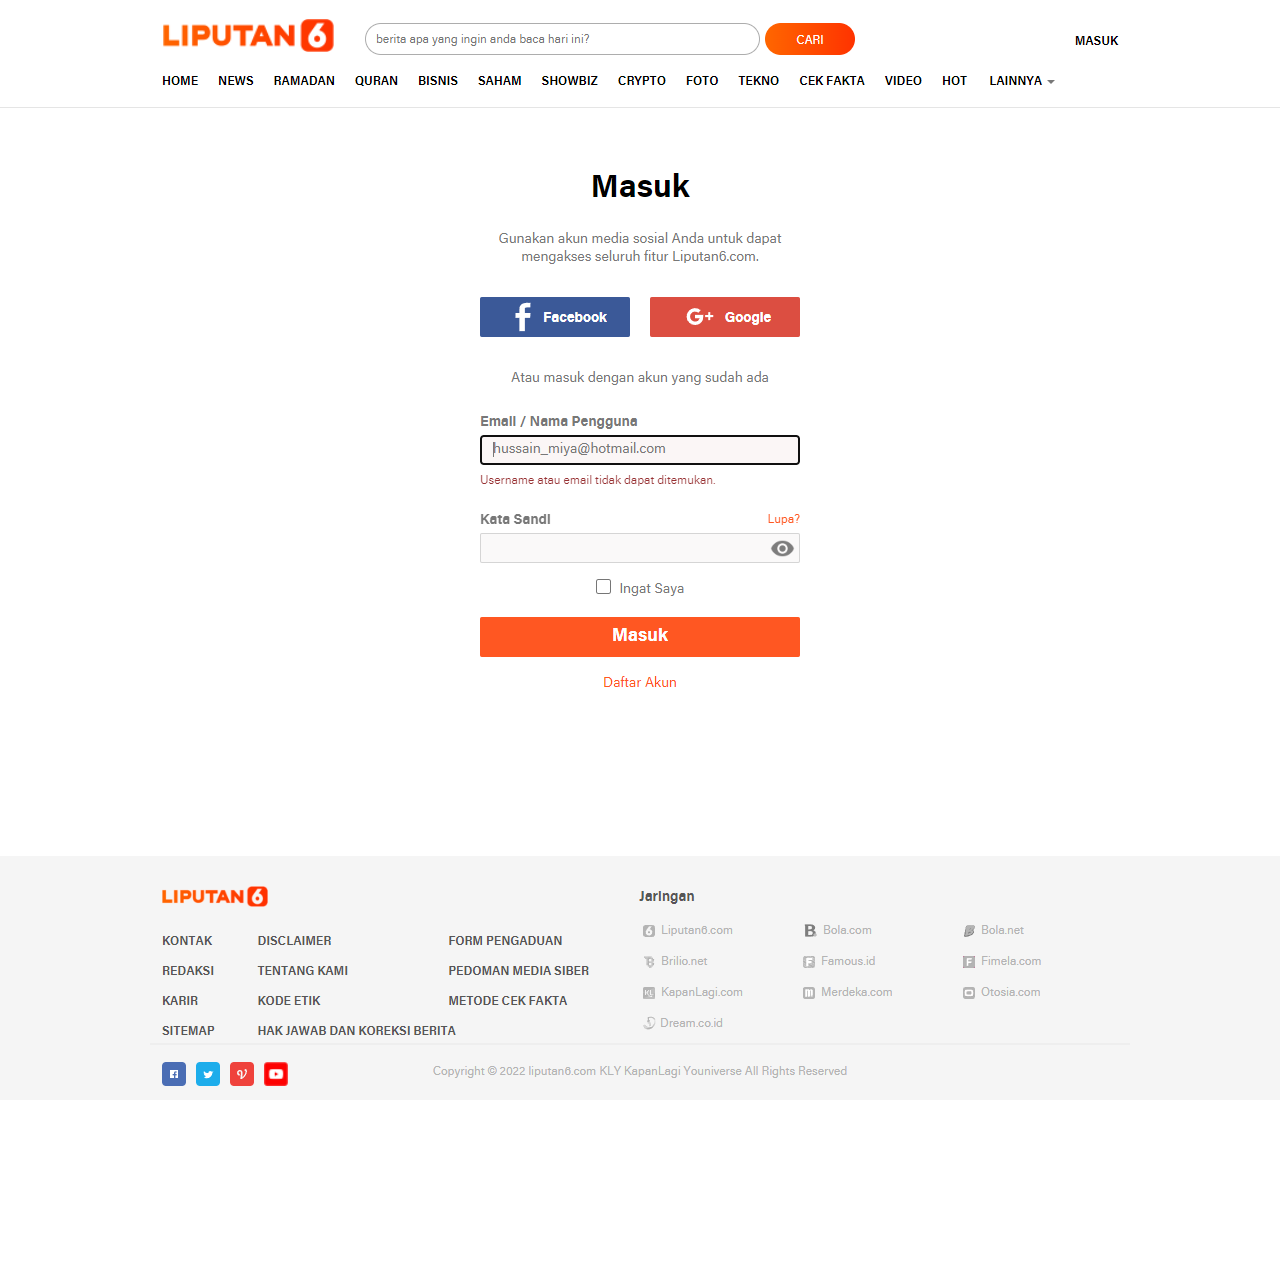 LIPUTAN6
berita apa yang ingin anda baca hari ini?
CARI
MASUK
HOME NEWS RAMADAN QURAN BISNIS SAHAM SHOWBIZ CRYPTO FOTO TEKNO CEK FAKTA VIDEO HOT LAINNYA
Masuk
Gunakan akun media sosial Anda untuk dapat
mengakses seluruh fitur Liputan6.com.
Facebook
G+ Google
Atau masuk dengan akun yang sudah ada
Email / Nama Pengguna
hussain_miya@hotmail.com
Username atau email tidak dapat ditemukan.
Kata Sandi
Lupa?
Ingat Saya
Masuk
Daftar Akun
LIPUTAN6
KONTAK DISCLAIMER FORM PENGADUAN
REDAKSI TENTANG KAMI PEDOMAN MEDIA SIBER
KARIR KODE ETIK METODE CEK FAKTA
SITEMAP HAK JAWAB DAN KOREKSI BERITA
Jaringan
Liputan6.com Bola.com Bola.net
Brilio.net Famous.id Fimela.com
KapanLagi.com Merdeka.com Otosia.com
Dream.co.id
Copyright © 2022 liputan6.com KLY KapanLagi Youniverse All Rights Reserved